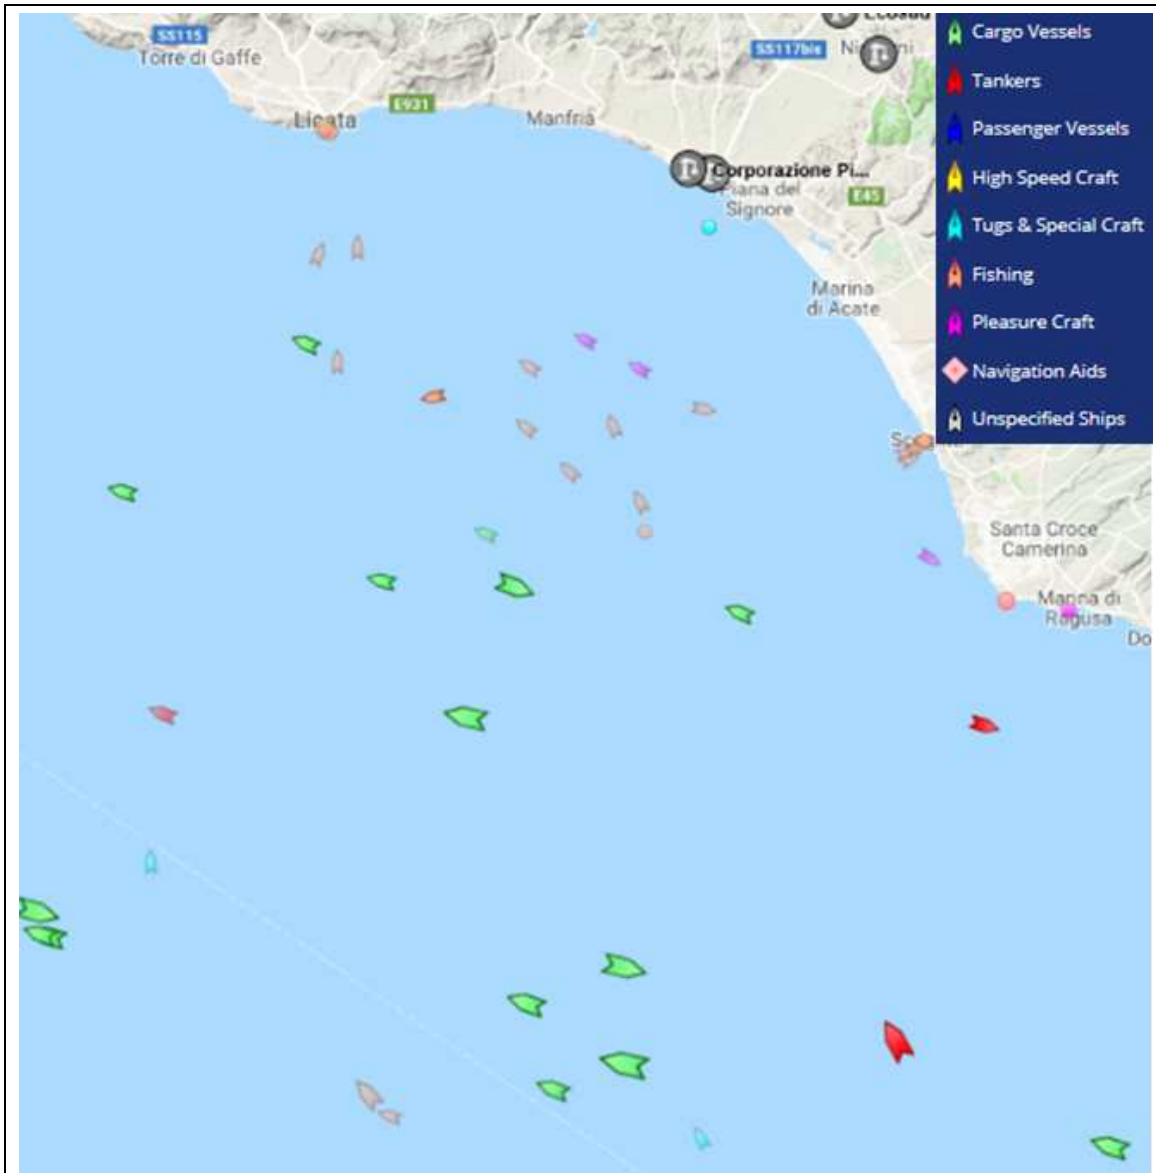 SS115
Torre di Gaffe
E931
Licata
Manfria
SS117bis
Corporazione Pi...
Piana del
Signore
E45
Marina
di Acate
Santa Croce
Camerina
Marina di
Ragusa
Do
Cargo Vessels
Tankers
Passenger Vessels
High Speed Craft
Tugs & Special Craft
Fishing
Pleasure Craft
Navigation Aids
Unspecified Ships